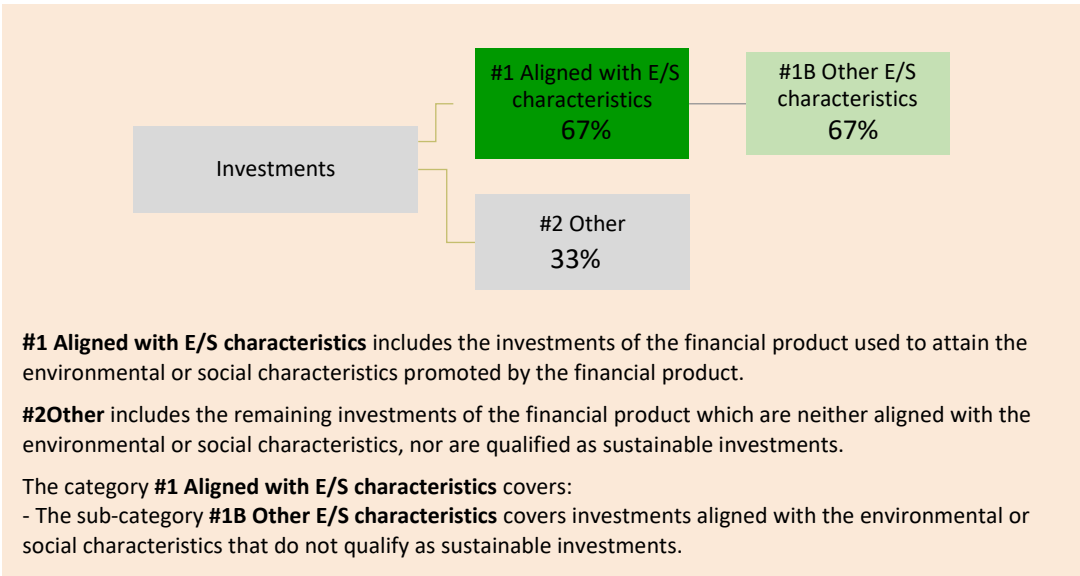 #1 Aligned with E/S
characteristics
67%
#1B Other E/S
characteristics
67%
Investments
#2 Other
33%
#1 Aligned with E/S characteristics includes the investments of the financial product used to attain the
environmental or social characteristics promoted by the financial product.
#2Other includes the remaining investments of the financial product which are neither aligned with the
environmental or social characteristics, nor are qualified as sustainable investments.
The category #1 Aligned with E/S characteristics covers:
- The sub-category #1B Other E/S characteristics covers investments aligned with the environmental or
social characteristics that do not qualify as sustainable investments.